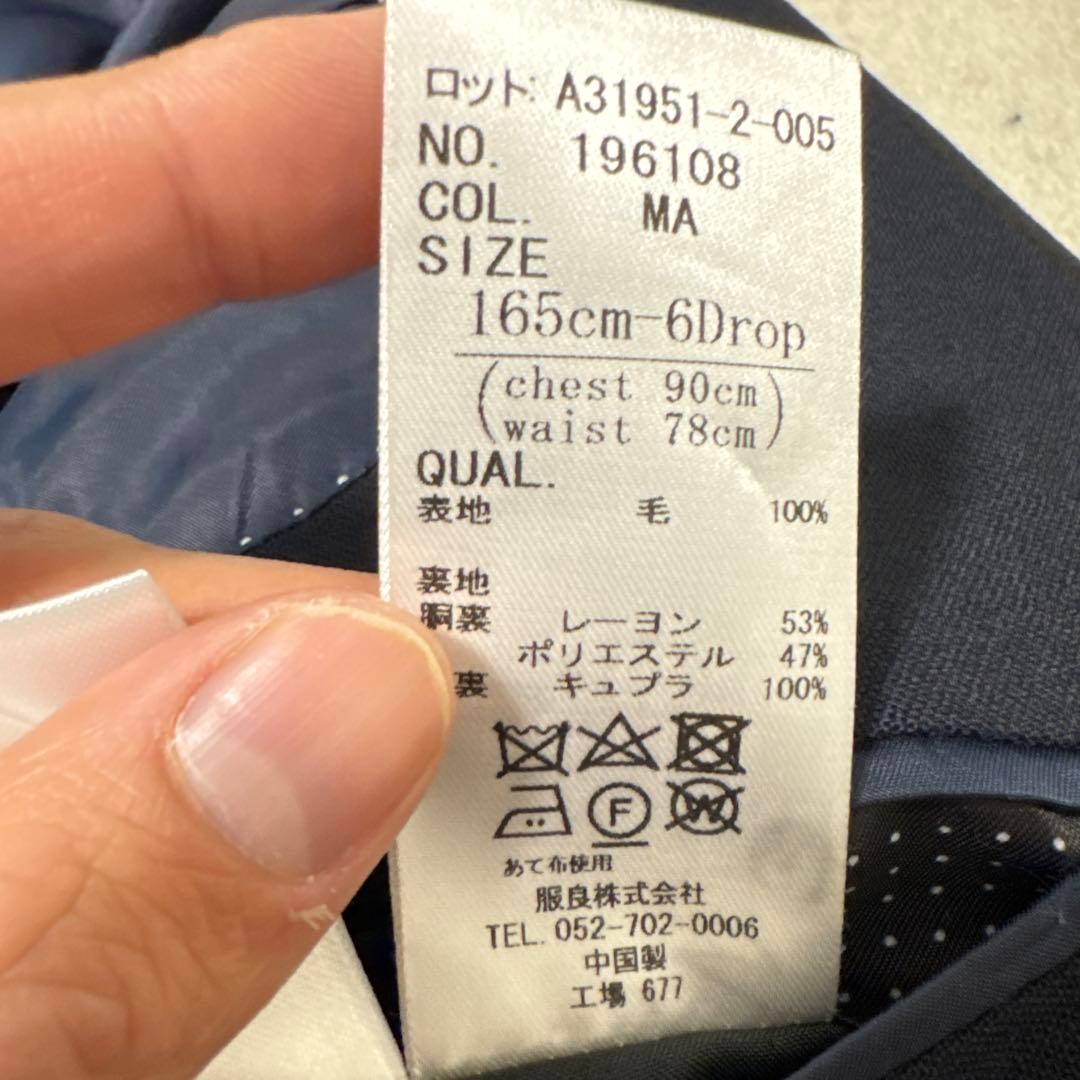 ロット: A31951-2-005
NO. 196108
COL. MA
SIZE
165cm-6Drop
(chest 90cm
waist 78cm)
QUAL.
表地 毛 100%
裏地
胴裏 レーヨン 53%
ポリエステル 47%
裏 キュプラ 100%
F W
あて布使用
服良株式会社
TEL. 052-702-0006
中国製
工場 677